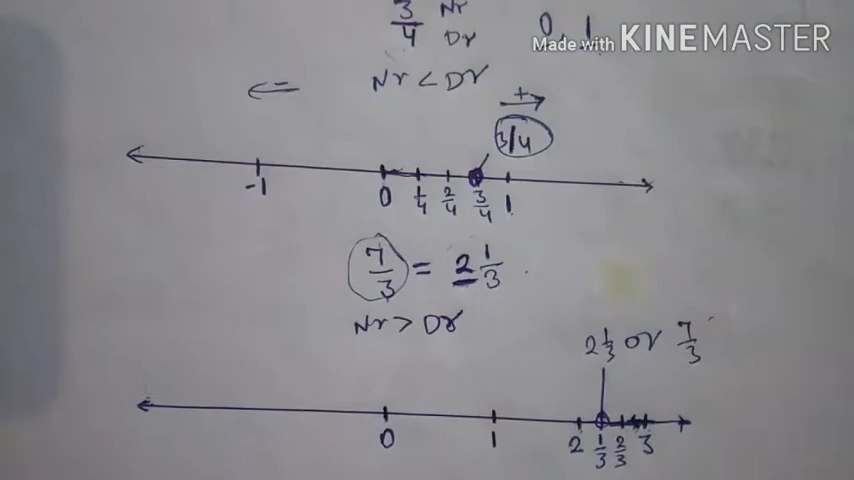 3/4 Nr Dr 0, 1
Made with KINEMASTER
Nr < Dr
← − + →
3/4
-1 0 1/4 2/4 3/4 1
7/3 = 2 1/3
Nr > Dr
2 1/3 or 7/3
0 1 2 1/3 2/3 3